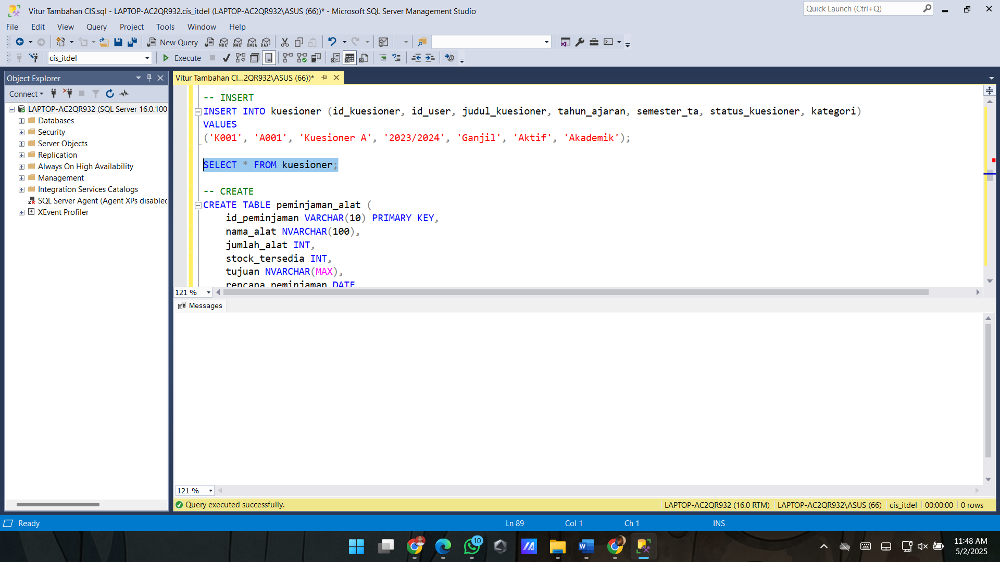 Vitur Tambahan CIS.sql - LAPTOP-AC2QR932.cis_itdel (LAPTOP-AC2QR932\ASUS (66))* - Microsoft SQL Server Management Studio
Quick Launch (Ctrl+Q)
File Edit View Query Project Tools Window Help
New Query
MDX DMX XMLA DAX
cis_itdel
Execute
Object Explorer
Vitur Tambahan CI...2QR932\ASUS (66))*
Connect
LAPTOP-AC2QR932 (SQL Server 16.0.100
Databases
Security
Server Objects
Replication
Always On High Availability
Management
Integration Services Catalogs
SQL Server Agent (Agent XPs disabled
XEvent Profiler
-- INSERT
INSERT INTO kuesioner (id_kuesioner, id_user, judul_kuesioner, tahun_ajaran, semester_ta, status_kuesioner, kategori)
VALUES
('K001', 'A001', 'Kuesioner A', '2023/2024', 'Ganjil', 'Aktif', 'Akademik');
SELECT * FROM kuesioner;
-- CREATE
CREATE TABLE peminjaman_alat (
id_peminjaman VARCHAR(10) PRIMARY KEY,
nama_alat NVARCHAR(100),
jumlah_alat INT,
stock_tersedia INT,
tujuan NVARCHAR(MAX),
rencana_peminjaman DATE
121 %
Messages
121 %
Query executed successfully.
LAPTOP-AC2QR932 (16.0 RTM) LAPTOP-AC2QR932\ASUS (66) cis_itdel 00:00:00 0 rows
Ready
Ln 89 Col 1 Ch 1 INS
10
11:48 AM
5/2/2025